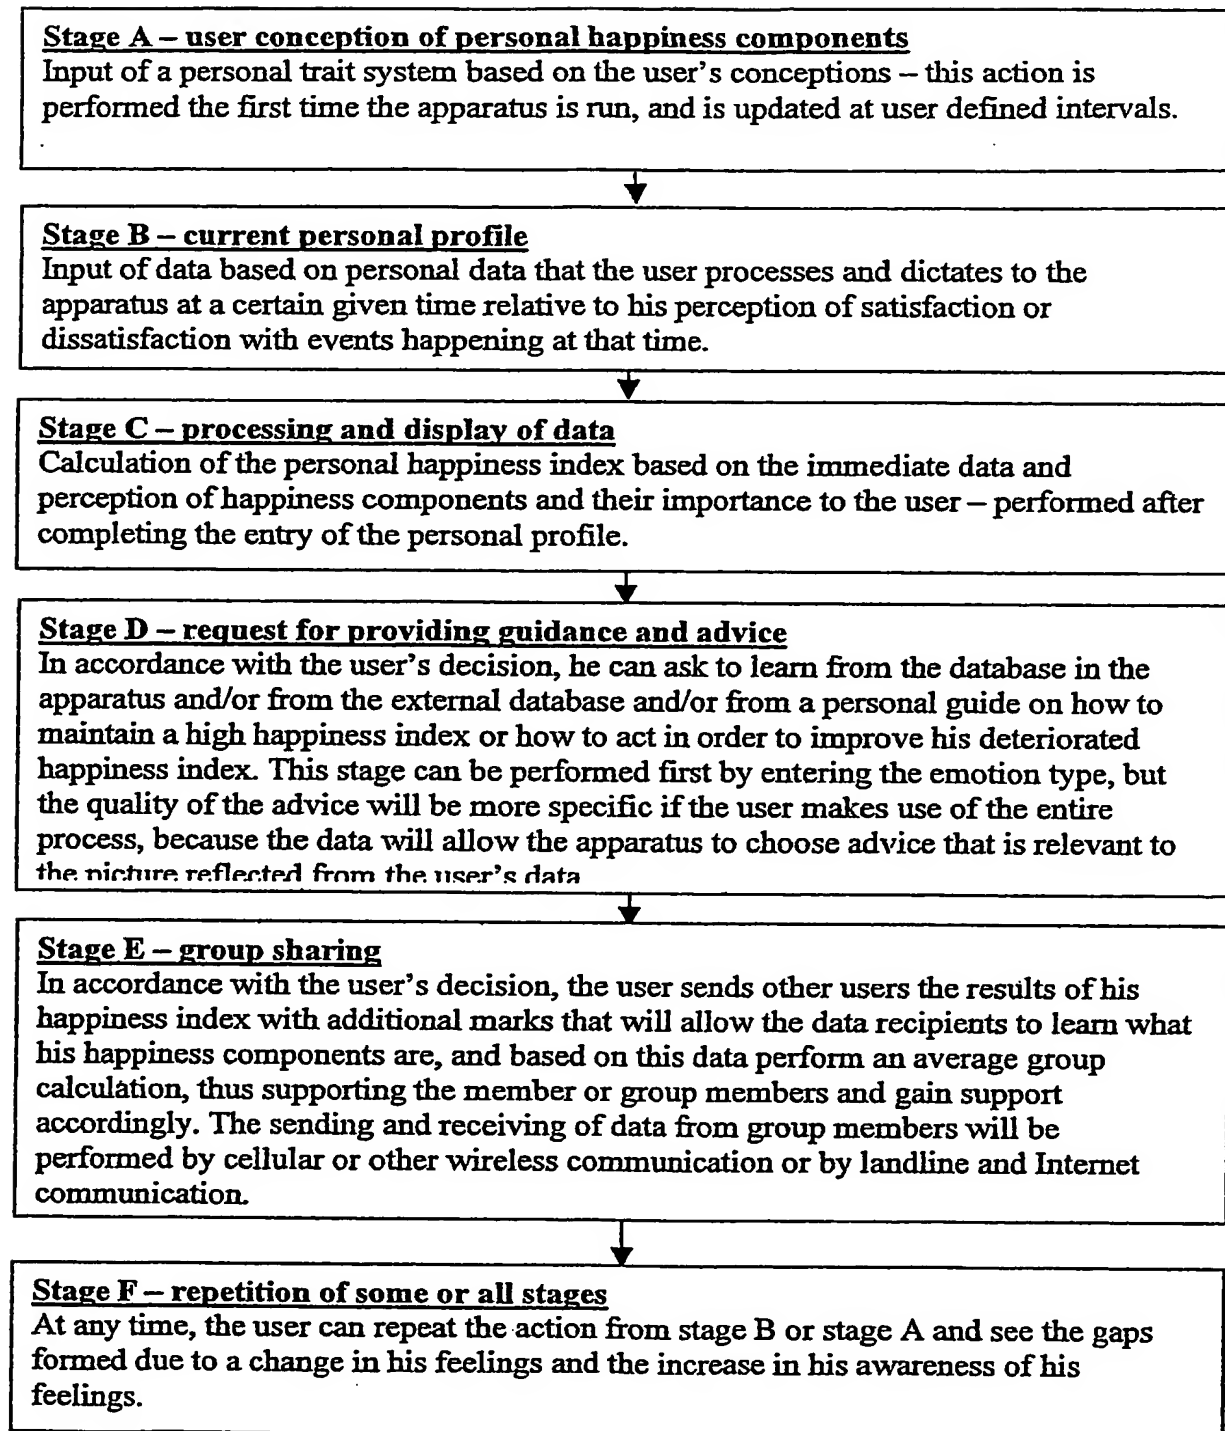 Stage A – user conception of personal happiness components
Input of a personal trait system based on the user's conceptions – this action is
performed the first time the apparatus is run, and is updated at user defined intervals.
Stage B – current personal profile
Input of data based on personal data that the user processes and dictates to the
apparatus at a certain given time relative to his perception of satisfaction or
dissatisfaction with events happening at that time.
Stage C – processing and display of data
Calculation of the personal happiness index based on the immediate data and
perception of happiness components and their importance to the user – performed after
completing the entry of the personal profile.
Stage D – request for providing guidance and advice
In accordance with the user's decision, he can ask to learn from the database in the
apparatus and/or from the external database and/or from a personal guide on how to
maintain a high happiness index or how to act in order to improve his deteriorated
happiness index. This stage can be performed first by entering the emotion type, but
the quality of the advice will be more specific if the user makes use of the entire
process, because the data will allow the apparatus to choose advice that is relevant to
the picture reflected from the user's data
Stage E – group sharing
In accordance with the user's decision, the user sends other users the results of his
happiness index with additional marks that will allow the data recipients to learn what
his happiness components are, and based on this data perform an average group
calculation, thus supporting the member or group members and gain support
accordingly. The sending and receiving of data from group members will be
performed by cellular or other wireless communication or by landline and Internet
communication.
Stage F – repetition of some or all stages
At any time, the user can repeat the action from stage B or stage A and see the gaps
formed due to a change in his feelings and the increase in his awareness of his
feelings.